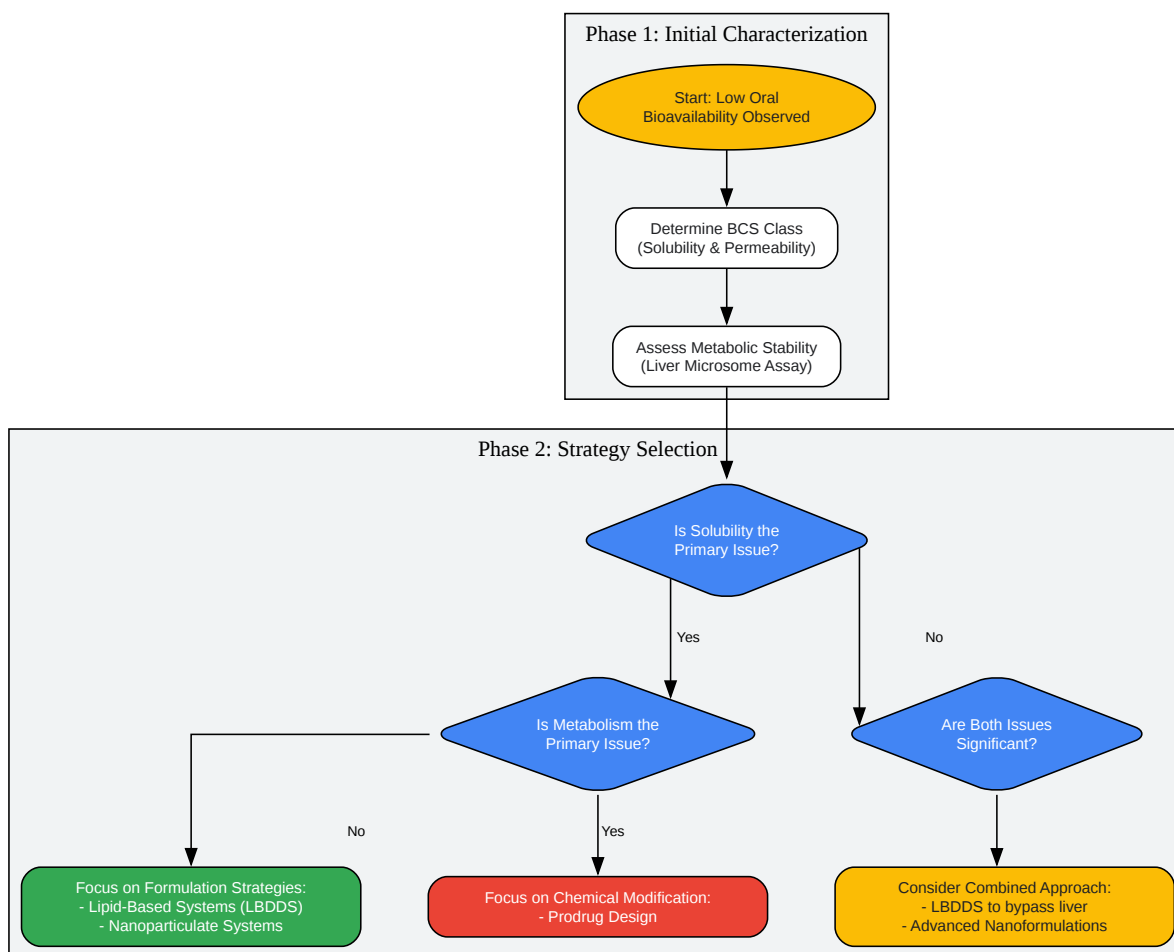 Phase 1: Initial Characterization
Start: Low Oral
Bioavailability Observed
Determine BCS Class
(Solubility & Permeability)
Assess Metabolic Stability
(Liver Microsome Assay)
Phase 2: Strategy Selection
Is Solubility the
Primary Issue?
Yes
No
Is Metabolism the
Primary Issue?
Are Both Issues
Significant?
No
Yes
Focus on Formulation Strategies:
- Lipid-Based Systems (LBDDS)
- Nanoparticulate Systems
Focus on Chemical Modification:
- Prodrug Design
Consider Combined Approach:
- LBDDS to bypass liver
- Advanced Nanoformulations